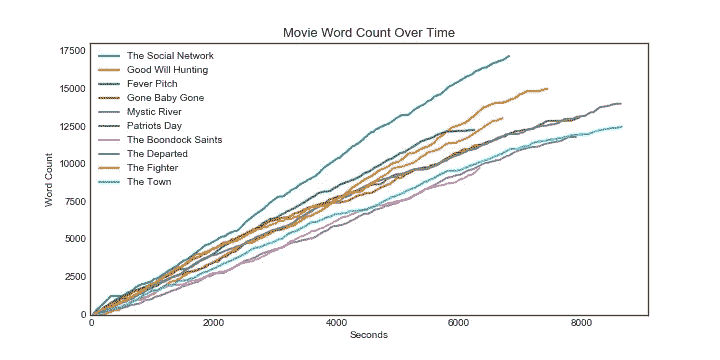 Movie Word Count Over Time
17500
15000
12500
10000
7500
5000
2500
0
Word Count
The Social Network
Good Will Hunting
Fever Pitch
Gone Baby Gone
Mystic River
Patriots Day
The Boondock Saints
The Departed
The Fighter
The Town
0 2000 4000 6000 8000
Seconds